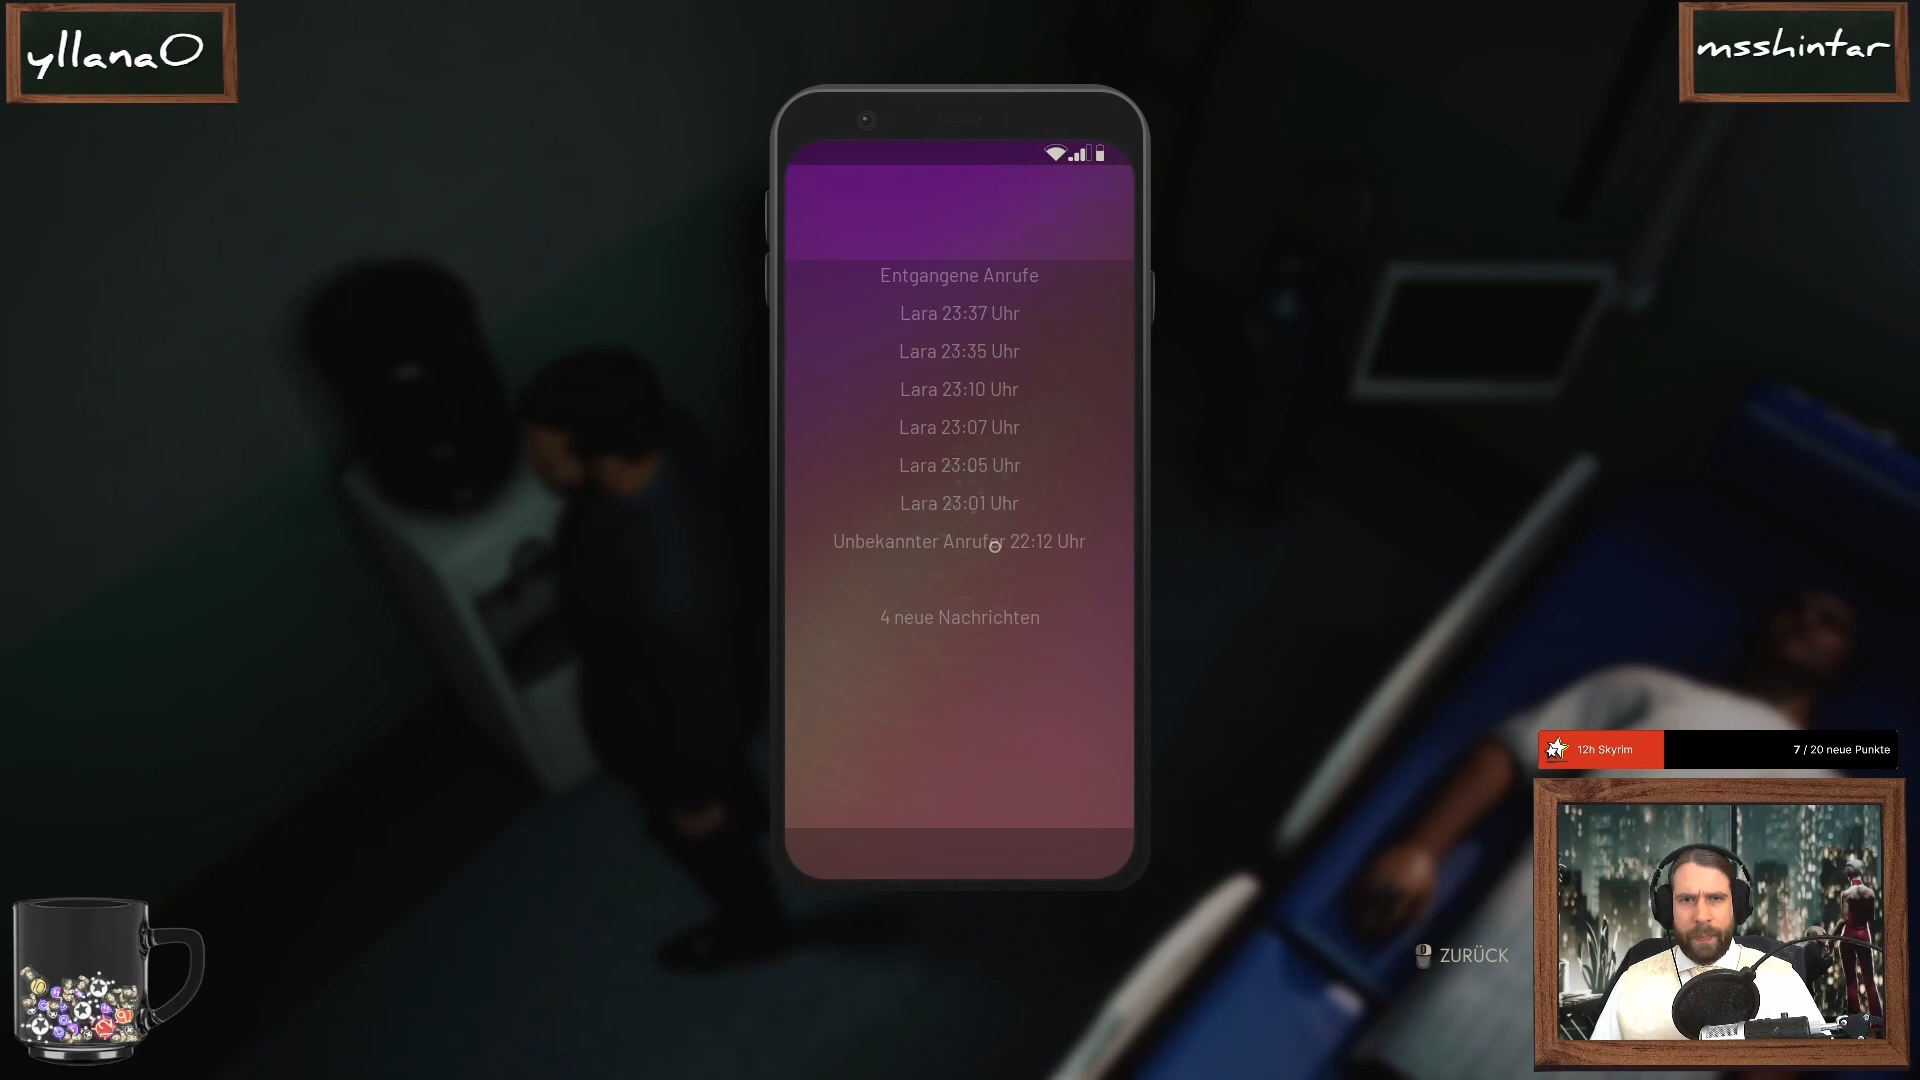 yllanaO
msshintar
Entgangene Anrufe
Lara 23:37 Uhr
Lara 23:35 Uhr
Lara 23:10 Uhr
Lara 23:07 Uhr
Lara 23:05 Uhr
Lara 23:01 Uhr
Unbekannter Anrufer 22:12 Uhr
4 neue Nachrichten
12h Skyrim
7 / 20 neue Punkte
ZURÜCK